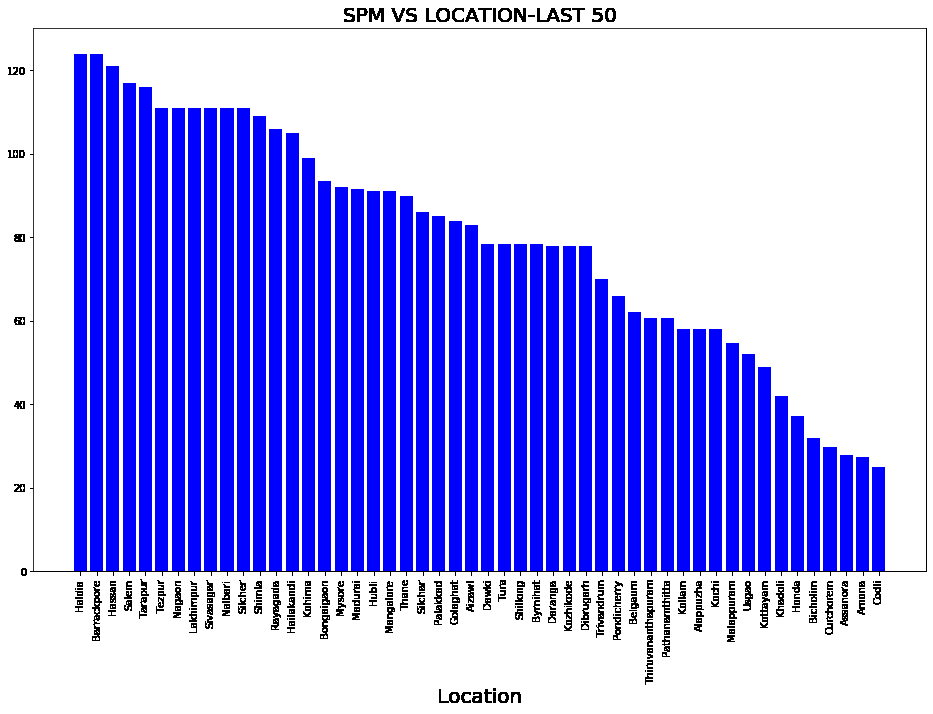 SPM VS LOCATION-LAST 50
120
100
80
60
40
20
0
Haldia
Barrackpore
Hassan
Salem
Tarapur
Tezpur
Nagaon
Lakhimpur
Sivasagar
Nalbari
Silcher
Shimla
Rayagada
Hailakandi
Kohima
Bongaigaon
Mysore
Madurai
Hubli
Mangalore
Thane
Silchar
Palakkad
Golaghat
Aizawl
Dawki
Tura
Shillong
Byrnihat
Daranga
Kozhikode
Dibrugarh
Trivandrum
Pondicherry
Belgaum
Thiruvananthapuram
Pathanamthitta
Kollam
Alappuzha
Kochi
Malappuram
Usgao
Kottayam
Honda
Bicholim
Curchorem
Assanora
Amona
Codli
Location